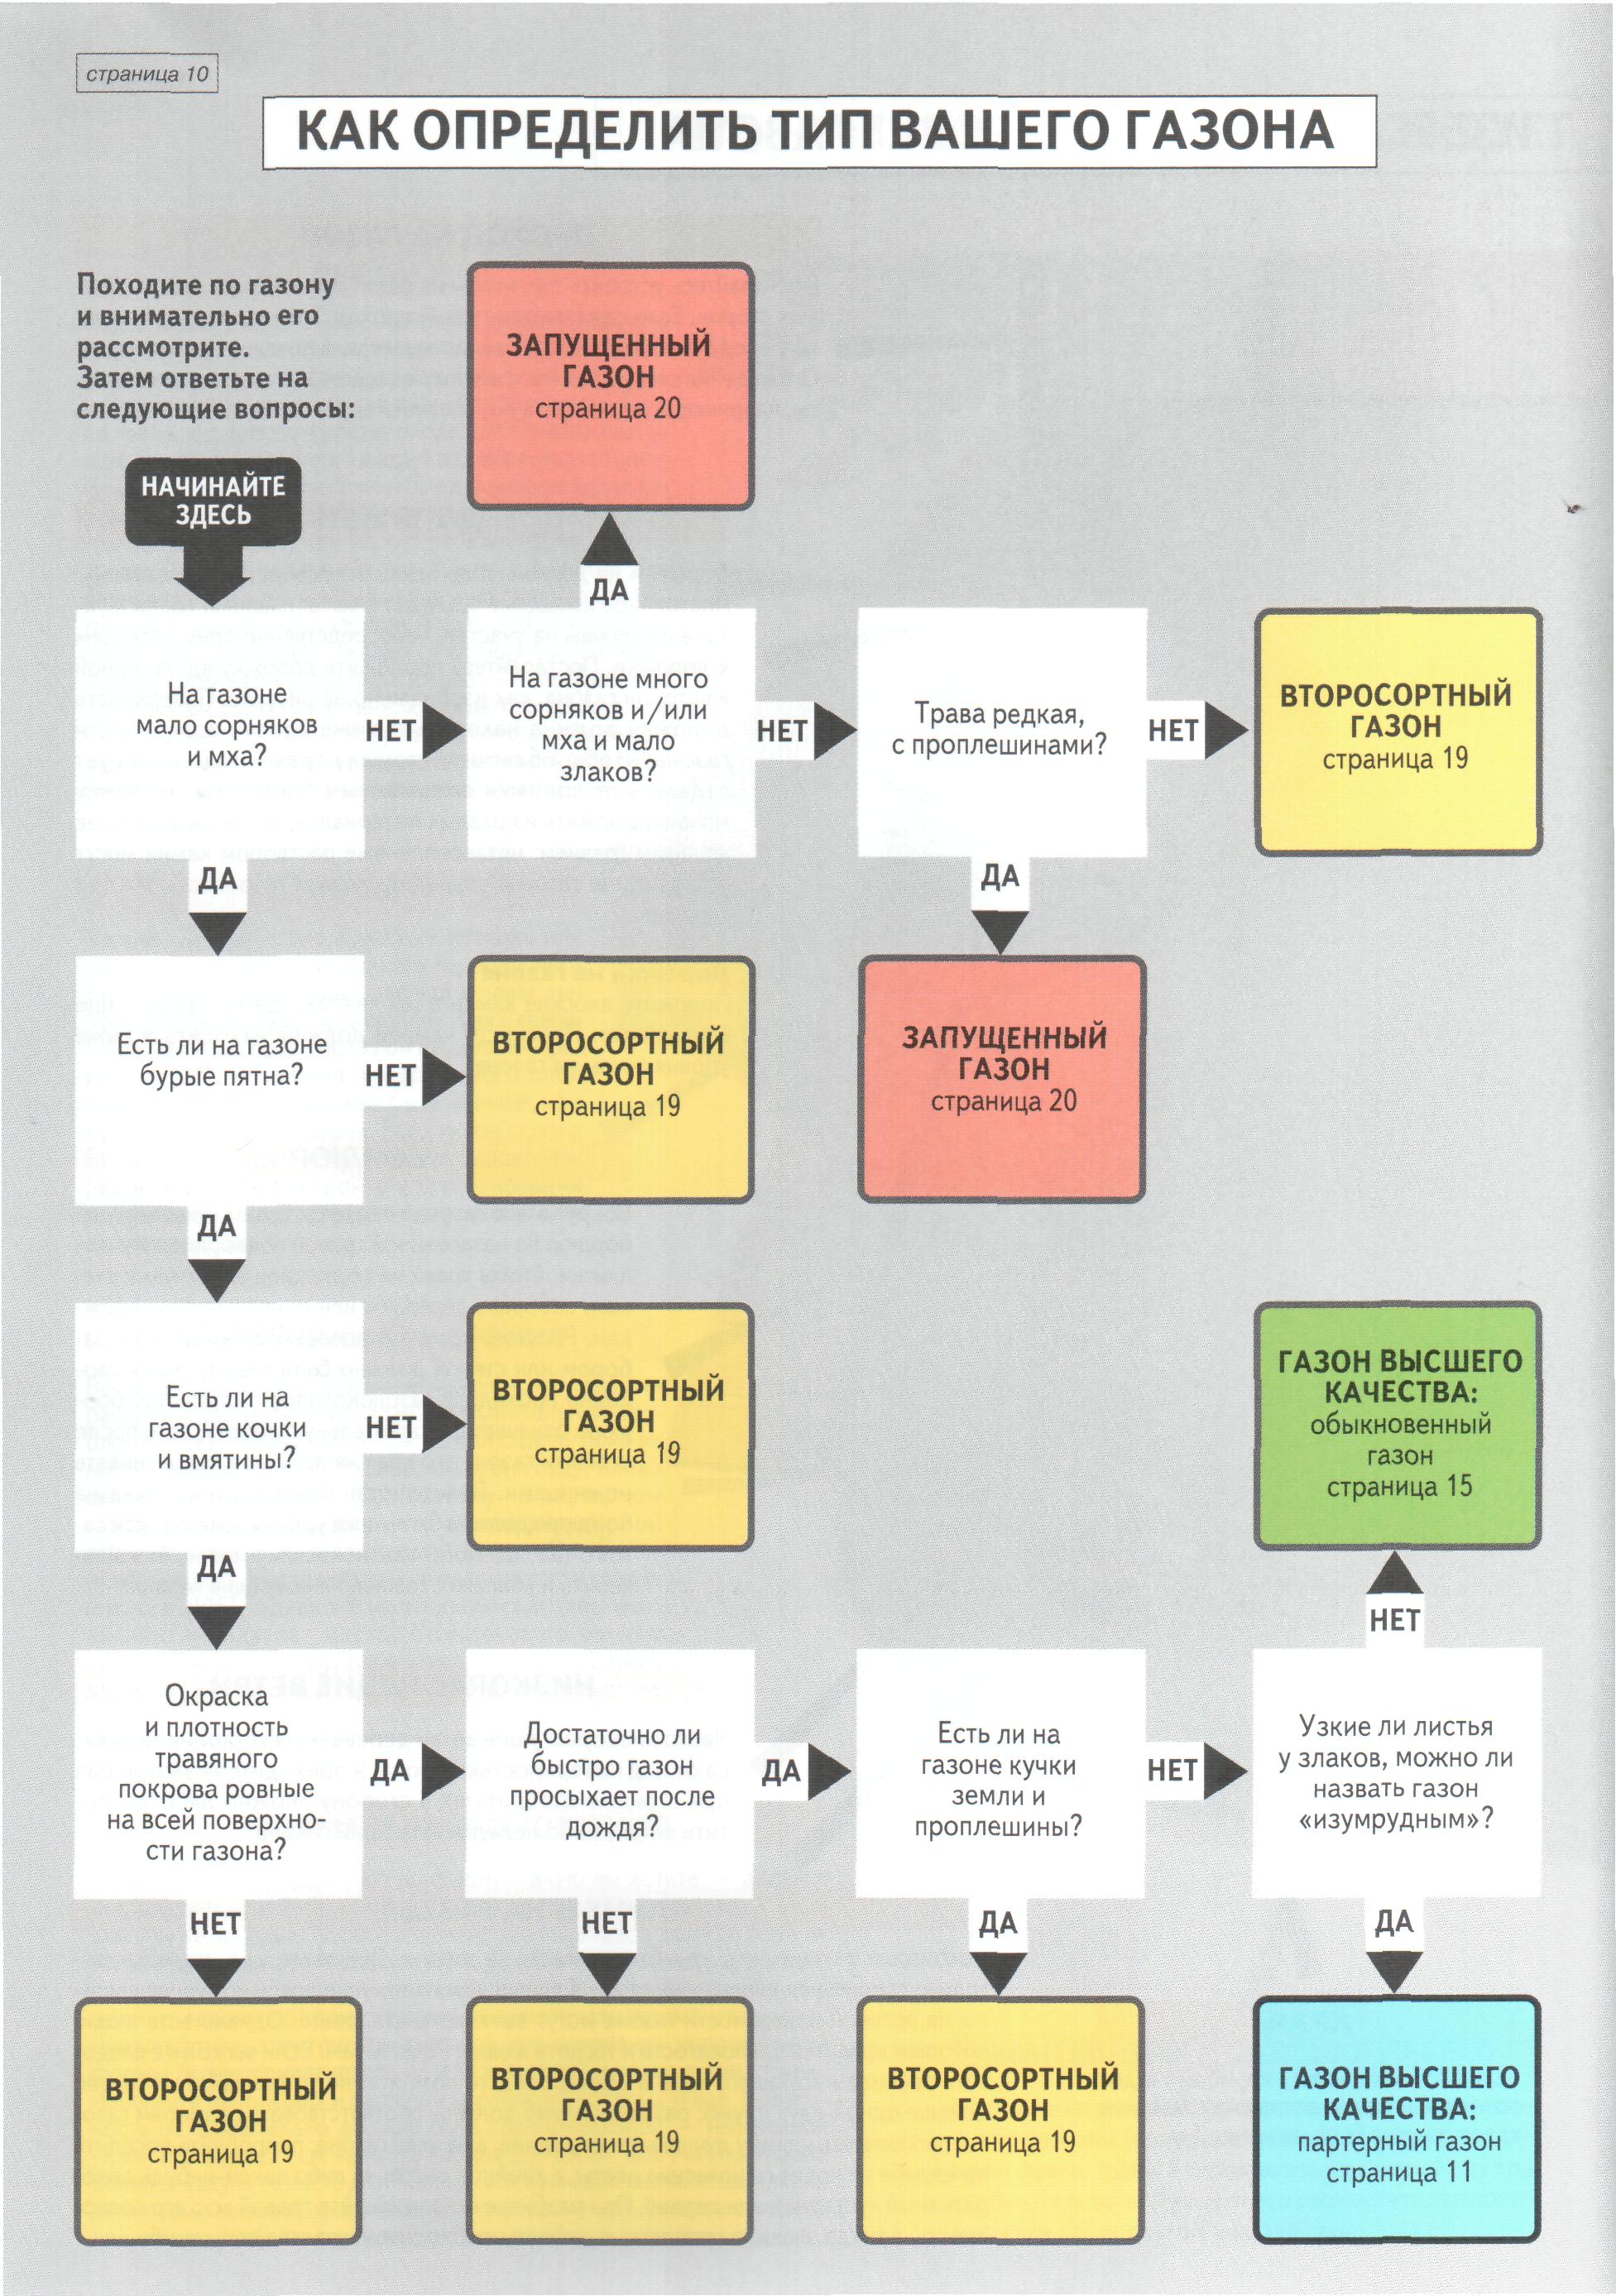 страница 10
КАК ОПРЕДЕЛИТЬ ТИП ВАШЕГО ГАЗОНА
Походите по газону
и внимательно его
рассмотрите.
Затем ответьте на
следующие вопросы:
ЗАПУЩЕННЫЙ
ГАЗОН
страница 20
НАЧИНАЙТЕ
ЗДЕСЬ
ДА
На газоне
мало сорняков
и мха?
НЕТ
На газоне много
сорняков и/или
мха и мало
злаков?
НЕТ
Трава редкая,
с проплешинами?
НЕТ
ВТОРОСОРТНЫЙ
ГАЗОН
страница 19
ДА
ДА
Есть ли на газоне
бурые пятна?
НЕТ
ВТОРОСОРТНЫЙ
ГАЗОН
страница 19
ЗАПУЩЕННЫЙ
ГАЗОН
страница 20
ДА
Есть ли на
газоне кочки
и вмятины?
НЕТ
ВТОРОСОРТНЫЙ
ГАЗОН
страница 19
ГАЗОН ВЫСШЕГО
КАЧЕСТВА:
обыкновенный
газон
страница 15
ДА
НЕТ
Окраска
и плотность
травяного
покрова ровные
на всей поверхно-
сти газона?
ДА
Достаточно ли
быстро газон
просыхает после
дождя?
ДА
Есть ли на
газоне кучки
земли и
проплешины?
НЕТ
Узкие ли листья
у злаков, можно ли
назвать газон
«изумрудным»?
НЕТ
НЕТ
ДА
ДА
ВТОРОСОРТНЫЙ
ГАЗОН
страница 19
ВТОРОСОРТНЫЙ
ГАЗОН
страница 19
ВТОРОСОРТНЫЙ
ГАЗОН
страница 19
ГАЗОН ВЫСШЕГО
КАЧЕСТВА:
партерный газон
страница 11